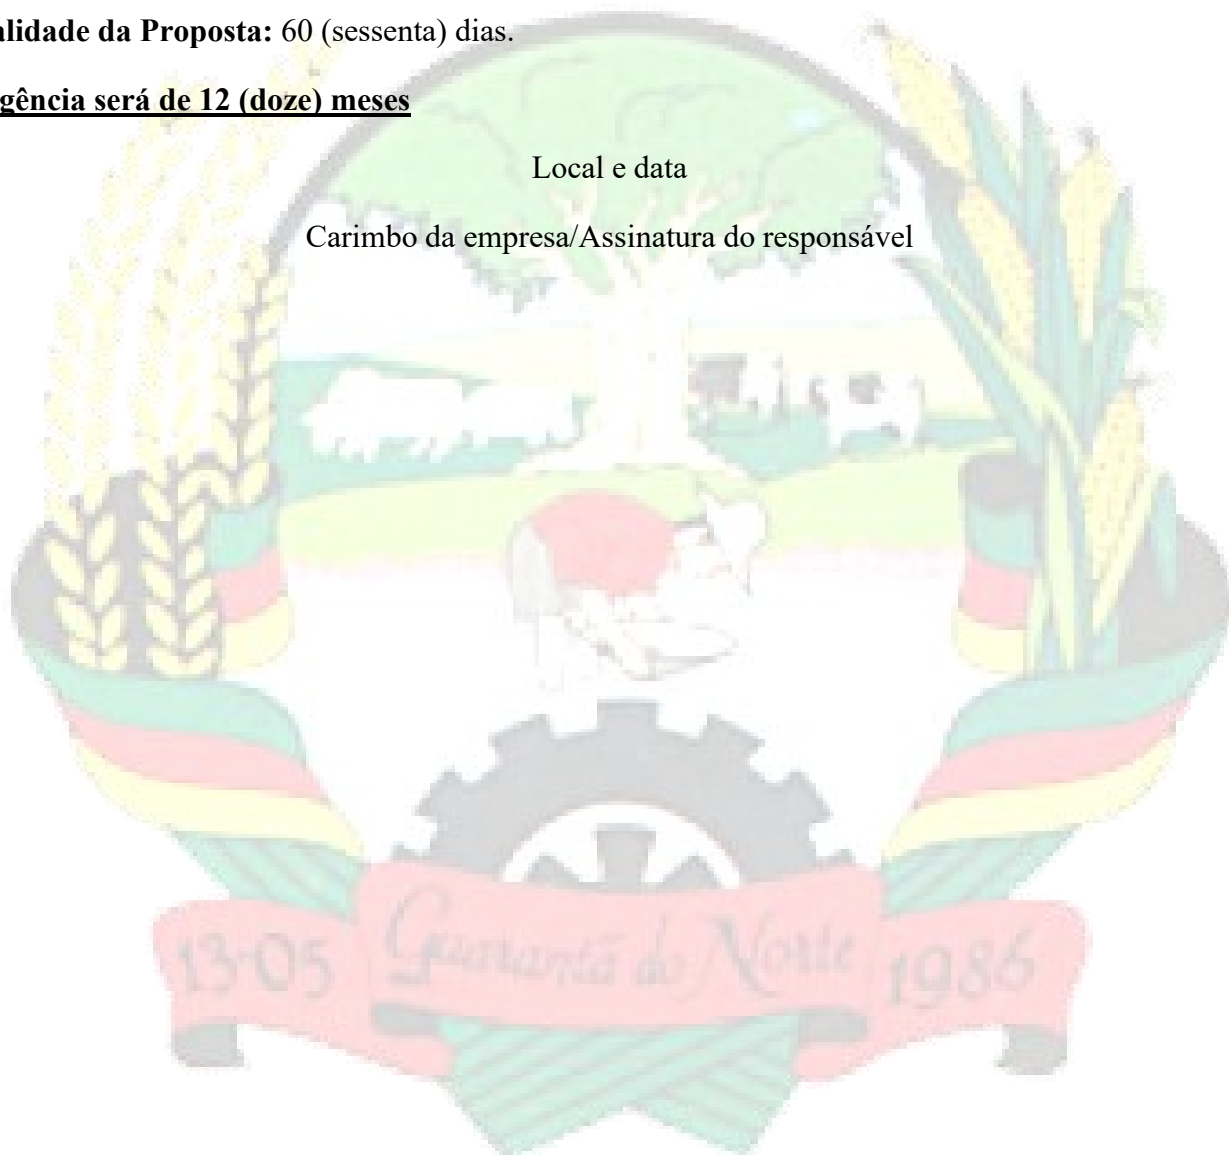 alidade da Proposta: 60 (sessenta) dias.
gência será de 12 (doze) meses
Local e data
Carimbo da empresa/Assinatura do responsável
13-05 Guarantã do Norte 1986